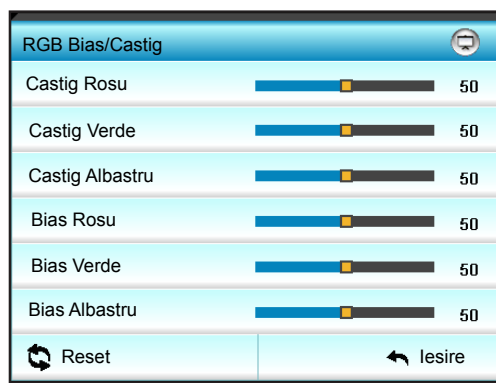 RGB Bias/Castig
Castig Rosu 50
Castig Verde 50
Castig Albastru 50
Bias Rosu 50
Bias Verde 50
Bias Albastru 50
Reset Iesire